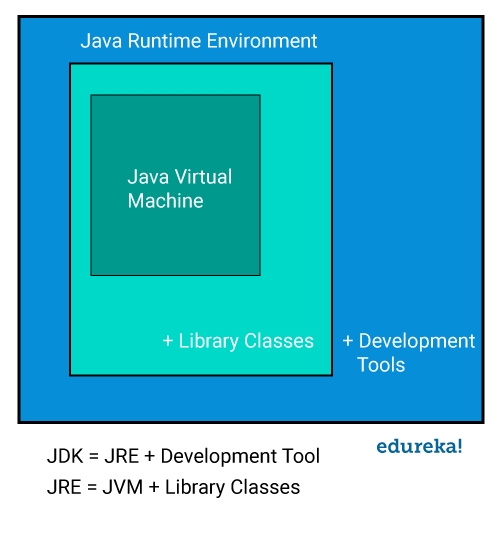 Java Runtime Environment
Java Virtual
Machine
+ Library Classes
+ Development
Tools
edureka!
JDK = JRE + Development Tool
JRE = JVM + Library Classes